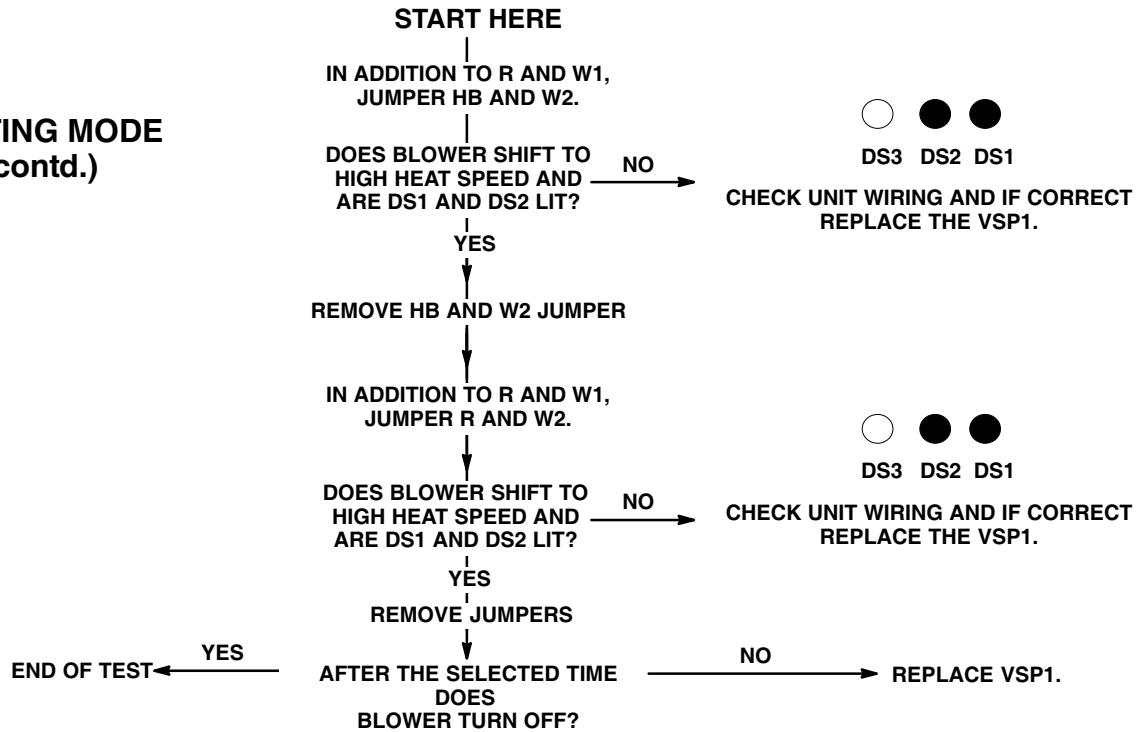 START HERE
IN ADDITION TO R AND W1,
JUMPER HB AND W2.
TING MODE
contd.)
DOES BLOWER SHIFT TO
HIGH HEAT SPEED AND
ARE DS1 AND DS2 LIT?
NO
DS3 DS2 DS1
CHECK UNIT WIRING AND IF CORRECT
REPLACE THE VSP1.
YES
REMOVE HB AND W2 JUMPER
IN ADDITION TO R AND W1,
JUMPER R AND W2.
DOES BLOWER SHIFT TO
HIGH HEAT SPEED AND
ARE DS1 AND DS2 LIT?
NO
DS3 DS2 DS1
CHECK UNIT WIRING AND IF CORRECT
REPLACE THE VSP1.
YES
REMOVE JUMPERS
AFTER THE SELECTED TIME
DOES
BLOWER TURN OFF?
YES
END OF TEST
NO
REPLACE VSP1.